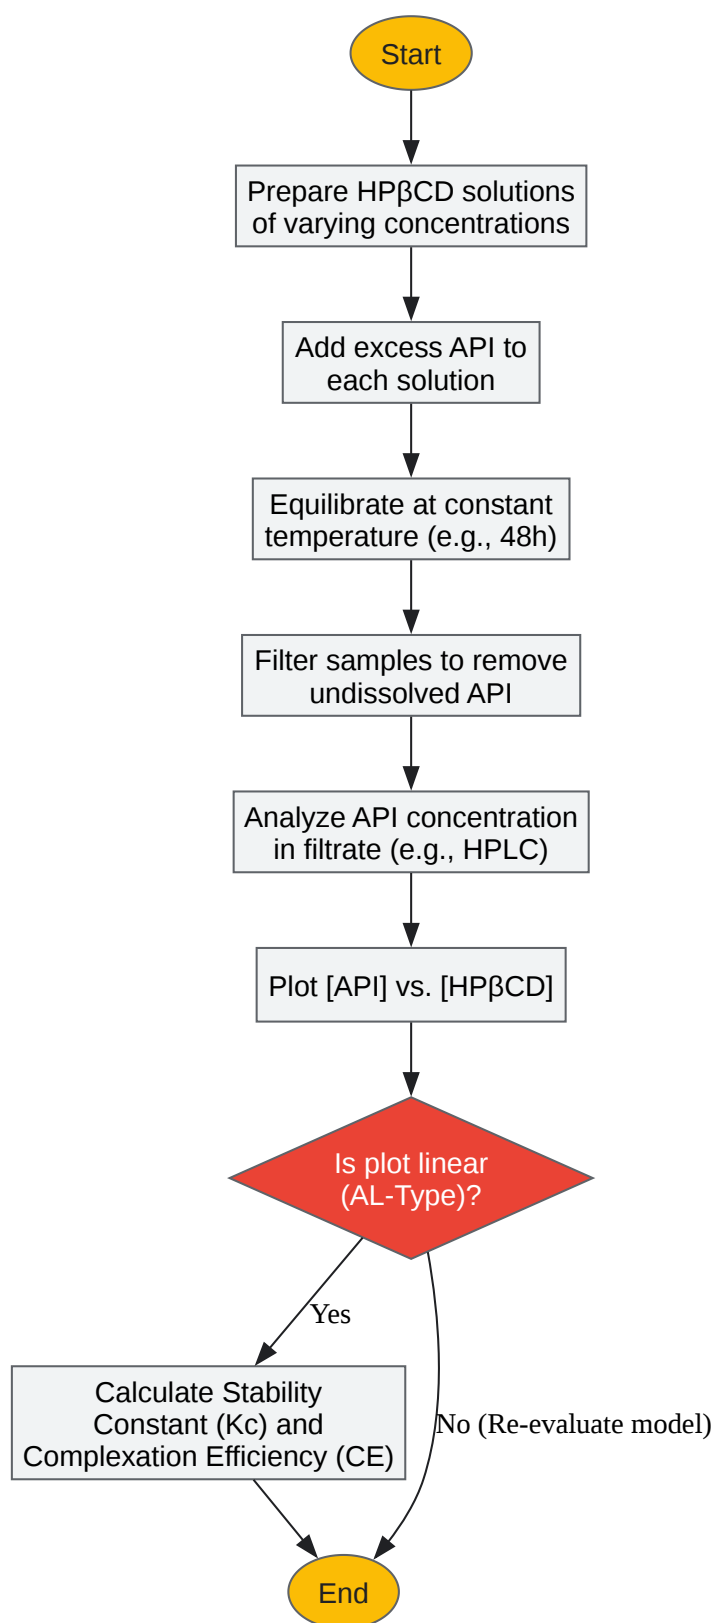 Start
Prepare HPβCD solutions
of varying concentrations
Add excess API to
each solution
Equilibrate at constant
temperature (e.g., 48h)
Filter samples to remove
undissolved API
Analyze API concentration
in filtrate (e.g., HPLC)
Plot [API] vs. [HPβCD]
Is plot linear
(AL-Type)?
Yes
Calculate Stability
Constant (Kc) and
Complexation Efficiency (CE)
No (Re-evaluate model)
End